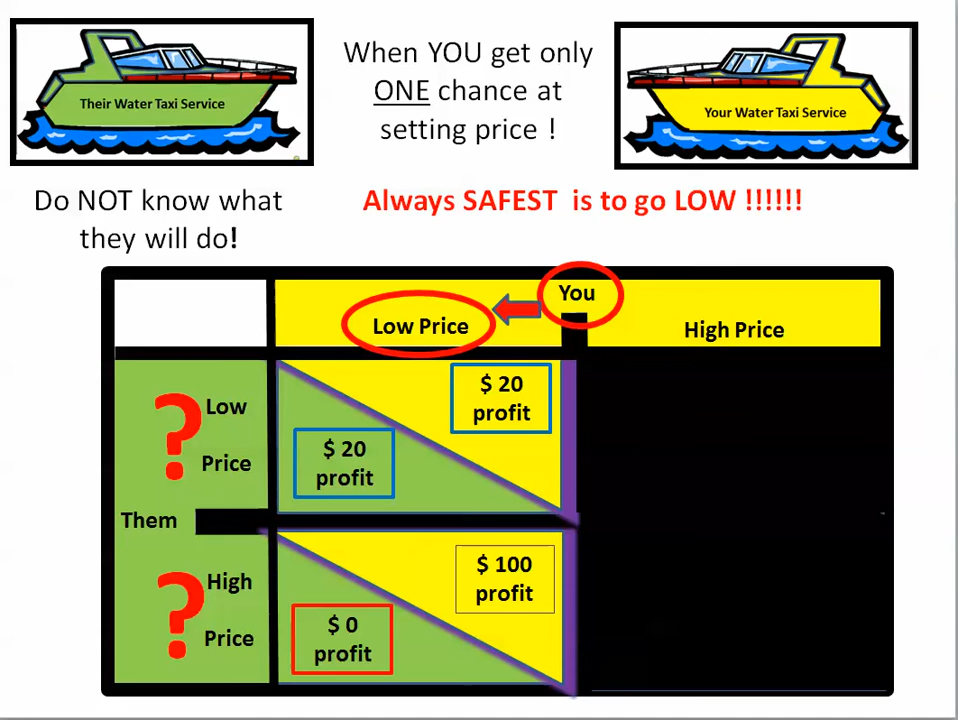 Their Water Taxi Service
When YOU get only
ONE chance at
setting price !
Your Water Taxi Service
Do NOT know what
they will do!
Always SAFEST is to go LOW !!!!!!
You
Low Price
High Price
? Low
Price
$ 20
profit
$ 20
profit
Them
? High
Price
$ 100
profit
$ 0
profit